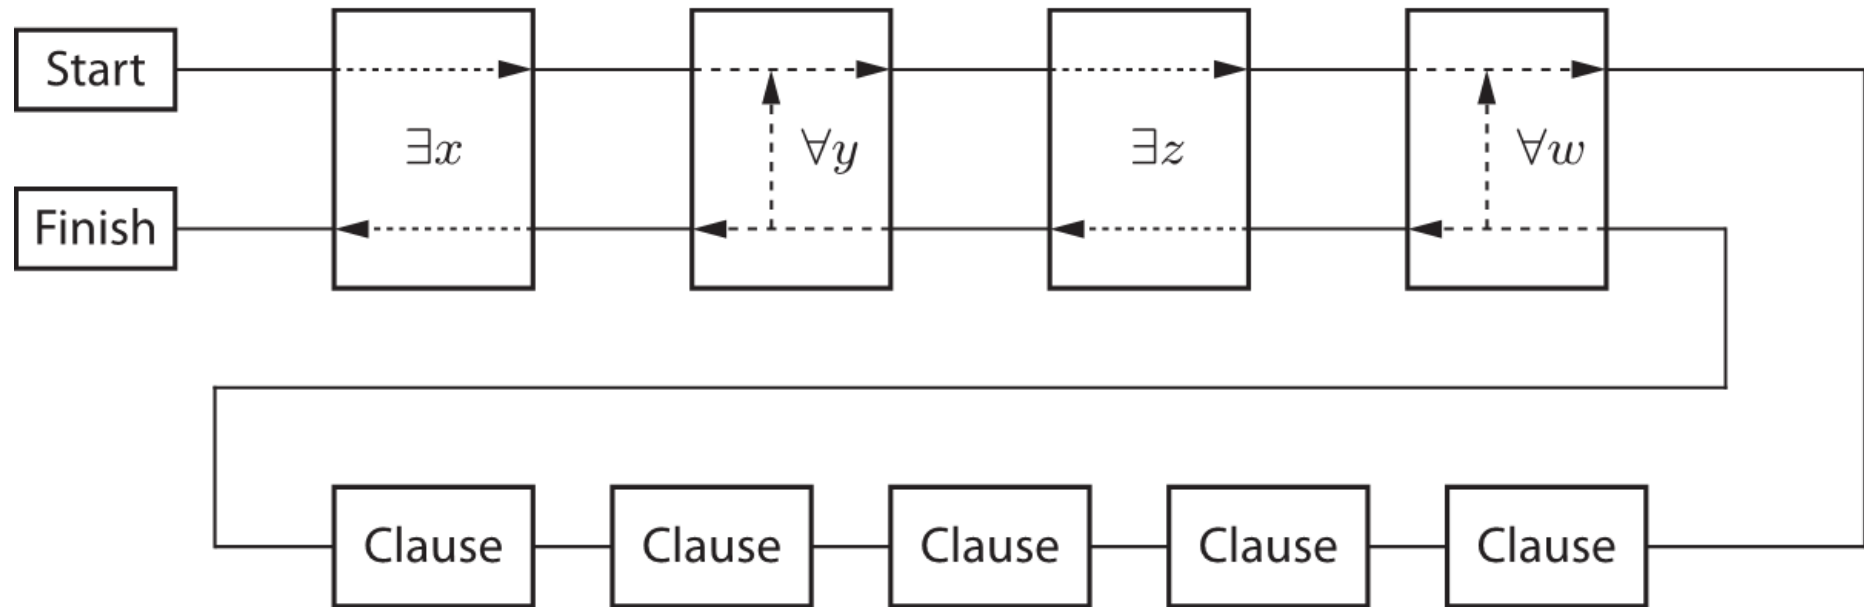 Start
∃x
∀y
∃z
∀w
Finish
Clause
Clause
Clause
Clause
Clause